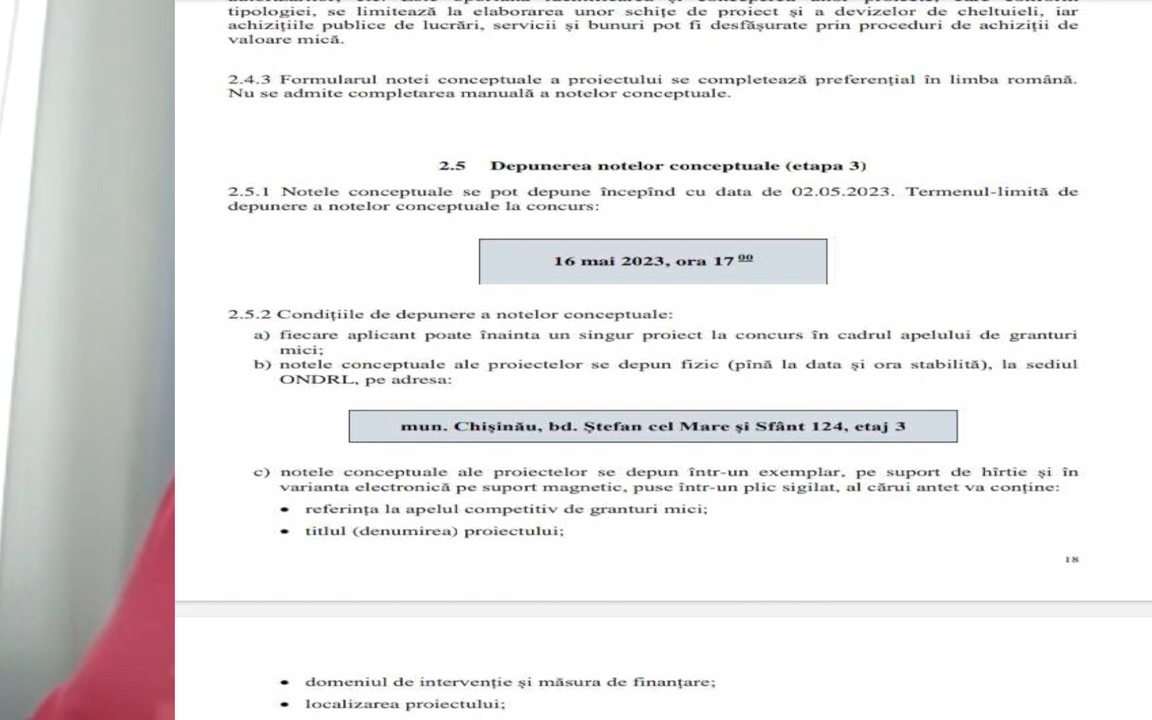 tipologiei, se limitează la elaborarea unor schițe de proiect și a devizelor de cheltuieli, iar
achizițiile publice de lucrări, servicii și bunuri pot fi desfășurate prin proceduri de achiziții de
valoare mică.
2.4.3 Formularul notei conceptuale a proiectului se completează preferențial în limba română.
Nu se admite completarea manuală a notelor conceptuale.
2.5 Depunerea notelor conceptuale (etapa 3)
2.5.1 Notele conceptuale se pot depune începînd cu data de 02.05.2023. Termenul-limită de
depunere a notelor conceptuale la concurs:
16 mai 2023, ora 17 00
2.5.2 Condițiile de depunere a notelor conceptuale:
a) fiecare aplicant poate înainta un singur proiect la concurs în cadrul apelului de granturi
mici;
b) notele conceptuale ale proiectelor se depun fizic (pînă la data și ora stabilită), la sediul
ONDRL, pe adresa:
mun. Chișinău, bd. Ștefan cel Mare și Sfânt 124, etaj 3
c) notele conceptuale ale proiectelor se depun într-un exemplar, pe suport de hîrtie și în
varianta electronică pe suport magnetic, puse într-un plic sigilat, al cărui antet va conține:
• referința la apelul competitiv de granturi mici;
• titlul (denumirea) proiectului;
18
• domeniul de intervenție și măsura de finanțare;
• localizarea proiectului;